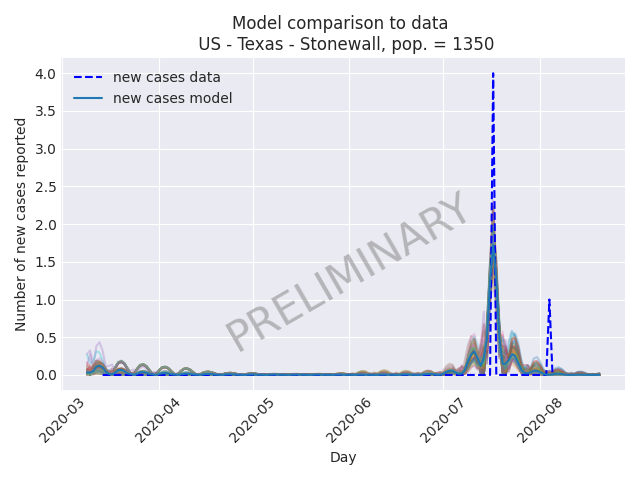 Model comparison to data
US - Texas - Stonewall, pop. = 1350
new cases data
new cases model
Number of new cases reported
4.0
3.5
3.0
2.5
2.0
1.5
1.0
0.5
0.0
PRELIMINARY
2020-03
2020-04
2020-05
2020-06
2020-07
2020-08
Day